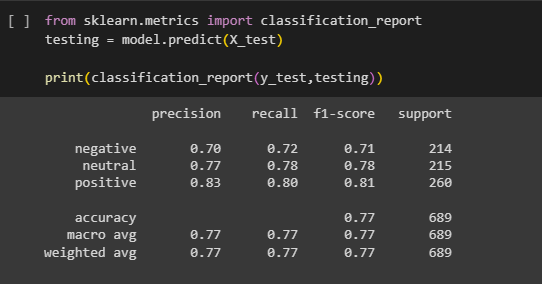 [ ] from sklearn.metrics import classification_report
testing = model.predict(X_test)
print(classification_report(y_test,testing))
precision recall f1-score support
negative 0.70 0.72 0.71 214
neutral 0.77 0.78 0.78 215
positive 0.83 0.80 0.81 260
accuracy 0.77 689
macro avg 0.77 0.77 0.77 689
weighted avg 0.77 0.77 0.77 689